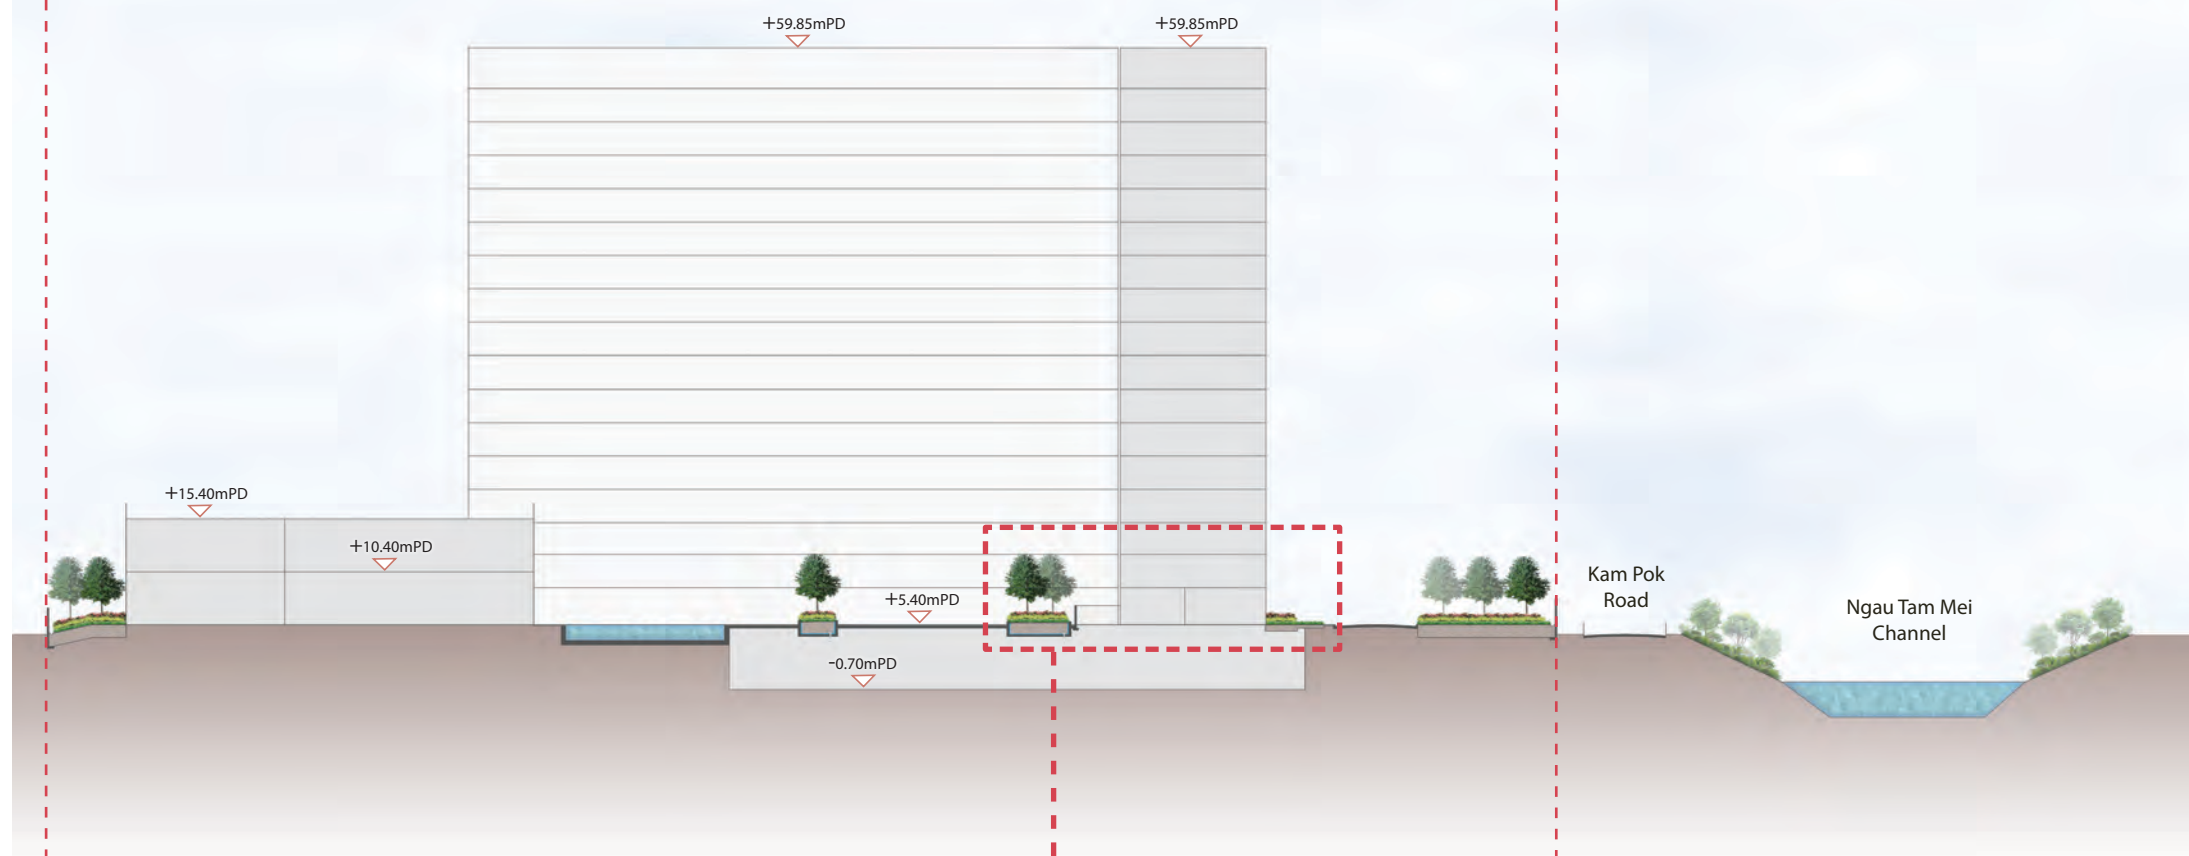 +59.85mPD
+59.85mPD
+15.40mPD
+10.40mPD
+5.40mPD
-0.70mPD
Kam Pok
Road
Ngau Tam Mei
Channel